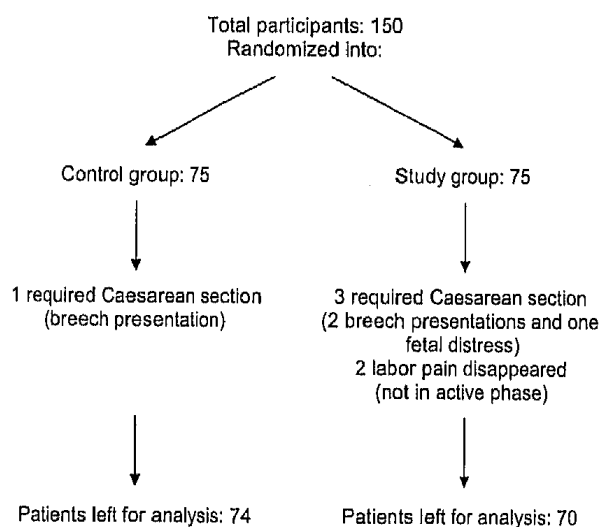 Total participants: 150
Randomized into:
Control group: 75
Study group: 75
1 required Caesarean section
(breech presentation)
3 required Caesarean section
(2 breech presentations and one
fetal distress)
2 labor pain disappeared
(not in active phase)
Patients left for analysis: 74
Patients left for analysis: 70